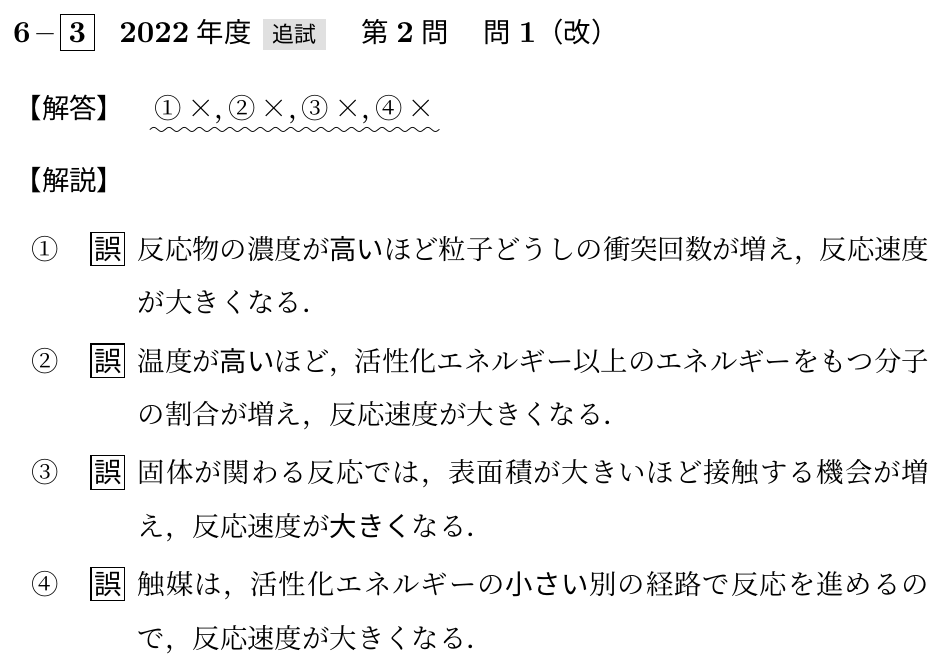 6–3 2022 年度 追試 第 2 問 問 1（改）
【解答】 ① ×, ② ×, ③ ×, ④ ×
【解説】
① 誤 反応物の濃度が高いほど粒子どうしの衝突回数が増え，反応速度
が大きくなる．
② 誤 温度が高いほど，活性化エネルギー以上のエネルギーをもつ分子
の割合が増え，反応速度が大きくなる．
③ 誤 固体が関わる反応では，表面積が大きいほど接触する機会が増
え，反応速度が大きくなる．
④ 誤 触媒は，活性化エネルギーの小さい別の経路で反応を進めるの
で，反応速度が大きくなる．